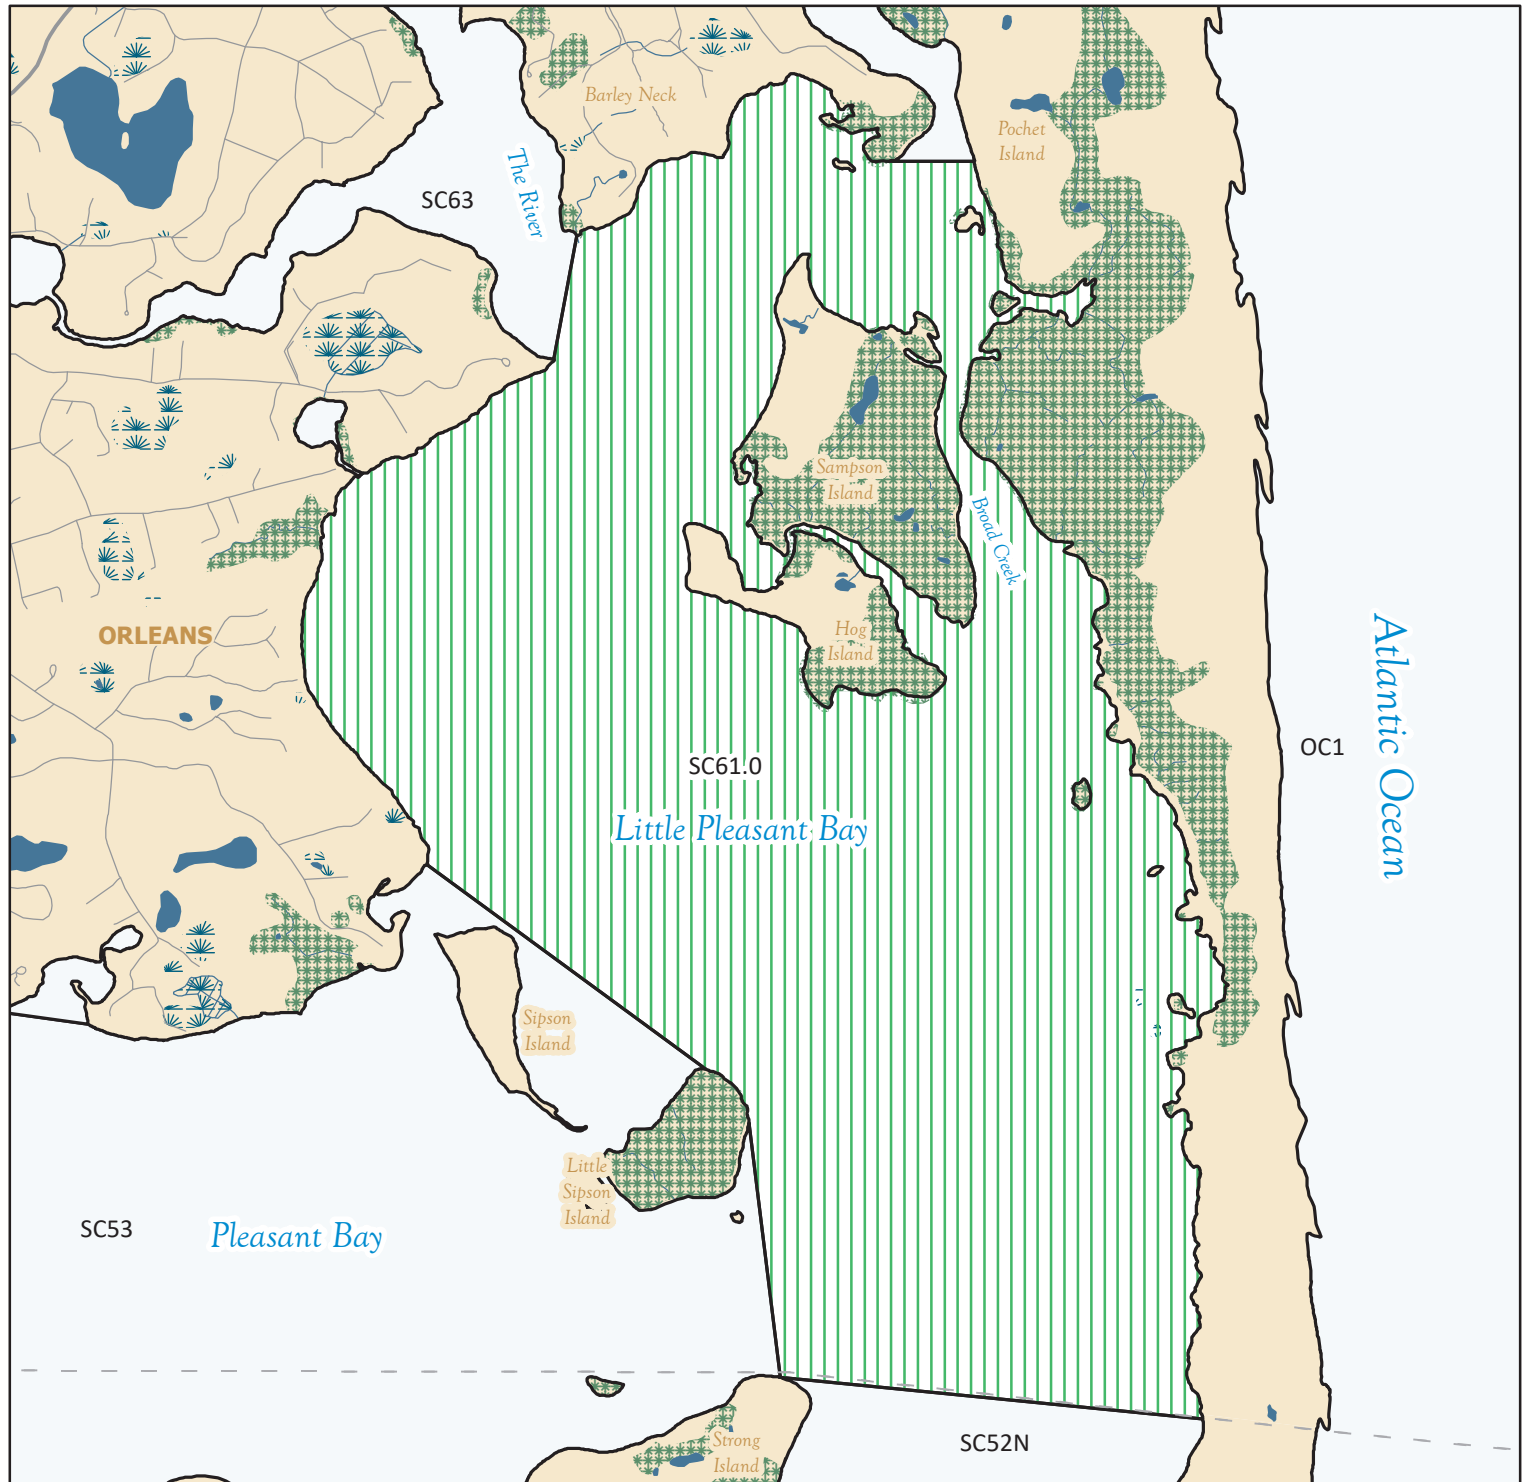 Barley Neck
Pochet
Island
The River
SC63
Sampson
Island
Broad Creek
Hog
Island
ORLEANS
Atlantic Ocean
OC1
SC61.0
Little Pleasant Bay
Sipson
Island
Little
Sipson
Island
SC53
Pleasant Bay
Strong
Island
SC52N